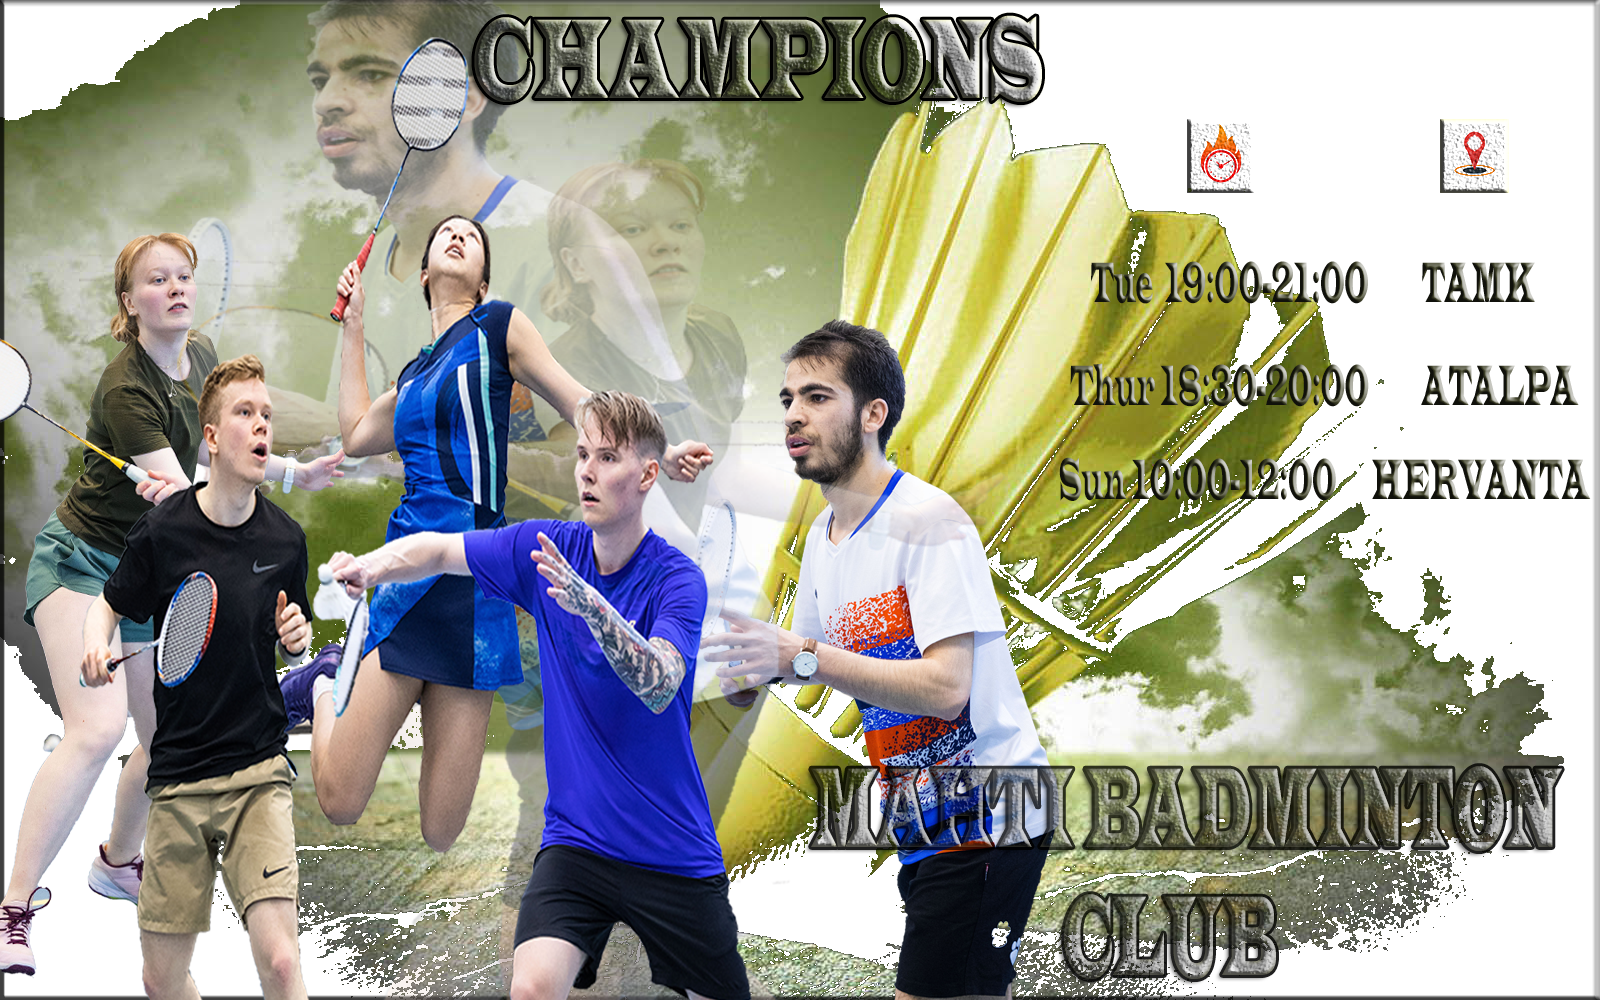 CHAMPIONS
Tue 19:00-21:00 TAMK
Thur 18:30-20:00 ATALPA
Sun 10:00-12:00 HERVANTA
MAHTI BADMINTON
CLUB